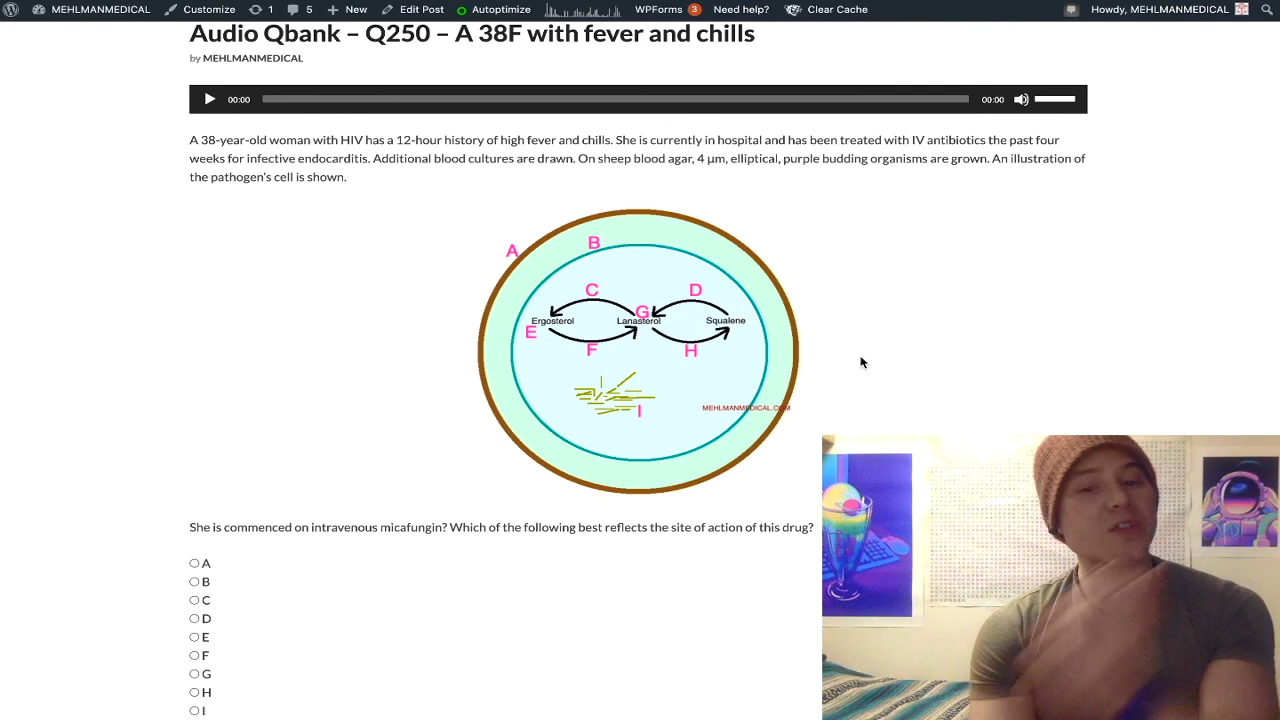 MEHLMANMEDICAL Customize 1 5 New Edit Post Autoptimize WPForms 3 Need help? Clear Cache Howdy, MEHLMANMEDICAL
Audio Qbank – Q250 – A 38F with fever and chills
by MEHLMANMEDICAL
00:00 00:00
A 38-year-old woman with HIV has a 12-hour history of high fever and chills. She is currently in hospital and has been treated with IV antibiotics the past four
weeks for infective endocarditis. Additional blood cultures are drawn. On sheep blood agar, 4 μm, elliptical, purple budding organisms are grown. An illustration of
the pathogen's cell is shown.
A B
C D
G
Ergosterol Lanasterol Squalene
E
F H
I
MEHLMANMEDICAL.COM
She is commenced on intravenous micafungin? Which of the following best reflects the site of action of this drug?
A
B
C
D
E
F
G
H
I